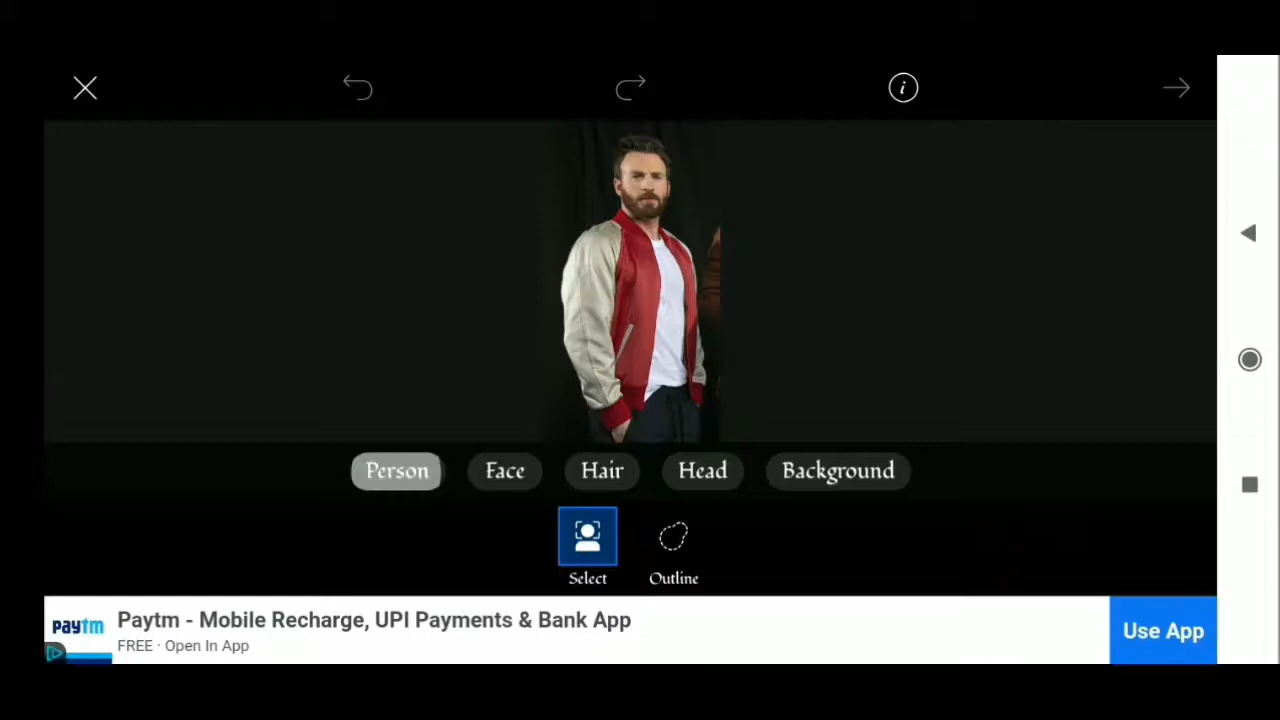 Person Face Hair Head Background
Select Outline
paytm
Paytm - Mobile Recharge, UPI Payments & Bank App
FREE · Open In App
Use App